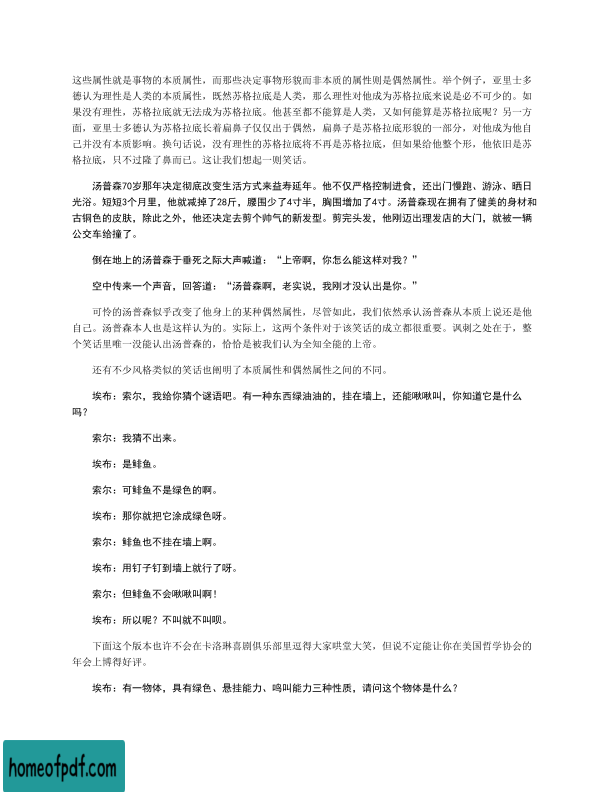 这些属性就是事物的本质属性，而那些决定事物形貌而非本质的属性则是偶然属性。举个例子，亚里士多
德认为理性是人类的本质属性，既然苏格拉底是人类，那么理性对他成为苏格拉底来说是必不可少的。如
果没有理性，苏格拉底就无法成为苏格拉底。他甚至都不能算是人类，又如何能算是苏格拉底呢？另一方
面，亚里士多德认为苏格拉底长着扁鼻子仅仅出于偶然，扁鼻子是苏格拉底形貌的一部分，对他成为他自
己并没有本质影响。换句话说，没有理性的苏格拉底将不再是苏格拉底，但如果给他整个形，他依旧是苏
格拉底，只不过隆了鼻而已。这让我们想起一则笑话。
汤普森70岁那年决定彻底改变生活方式来益寿延年。他不仅严格控制进食，还出门慢跑、游泳、晒日
光浴。短短3个月里，他就减掉了28斤，腰围少了4寸半，胸围增加了4寸。汤普森现在拥有了健美的身材和
古铜色的皮肤，除此之外，他还决定去剪个帅气的新发型。剪完头发，他刚迈出理发店的大门，就被一辆
公交车给撞了。
倒在地上的汤普森于垂死之际大声喊道：“上帝啊，你怎么能这样对我？”
空中传来一个声音，回答道：“汤普森啊，老实说，我刚才没认出是你。”
可怜的汤普森似乎改变了他身上的某种偶然属性，尽管如此，我们依然承认汤普森从本质上说还是他
自己。汤普森本人也是这样认为的。实际上，这两个条件对于该笑话的成立都很重要。讽刺之处在于，整
个笑话里唯一没能认出汤普森的，恰恰是被我们认为全知全能的上帝。
还有不少风格类似的笑话也阐明了本质属性和偶然属性之间的不同。
埃布：索尔，我给你猜个谜语吧。有一种东西绿油油的，挂在墙上，还能啾啾叫，你知道它是什么
吗？
索尔：我猜不出来。
埃布：是鲱鱼。
索尔：可鲱鱼不是绿色的啊。
埃布：那你就把它涂成绿色呀。
索尔：鲱鱼也不挂在墙上啊。
埃布：用钉子钉到墙上就行了呀。
索尔：但鲱鱼不会啾啾叫啊！
埃布：所以呢？不叫就不叫呗。
下面这个版本也许不会在卡洛琳喜剧俱乐部里逗得大家哄堂大笑，但说不定能让你在美国哲学协会的
年会上博得好评。
埃布：有一物体，具有绿色、悬挂能力、鸣叫能力三种性质，请问这个物体是什么？
homeofpdf.com